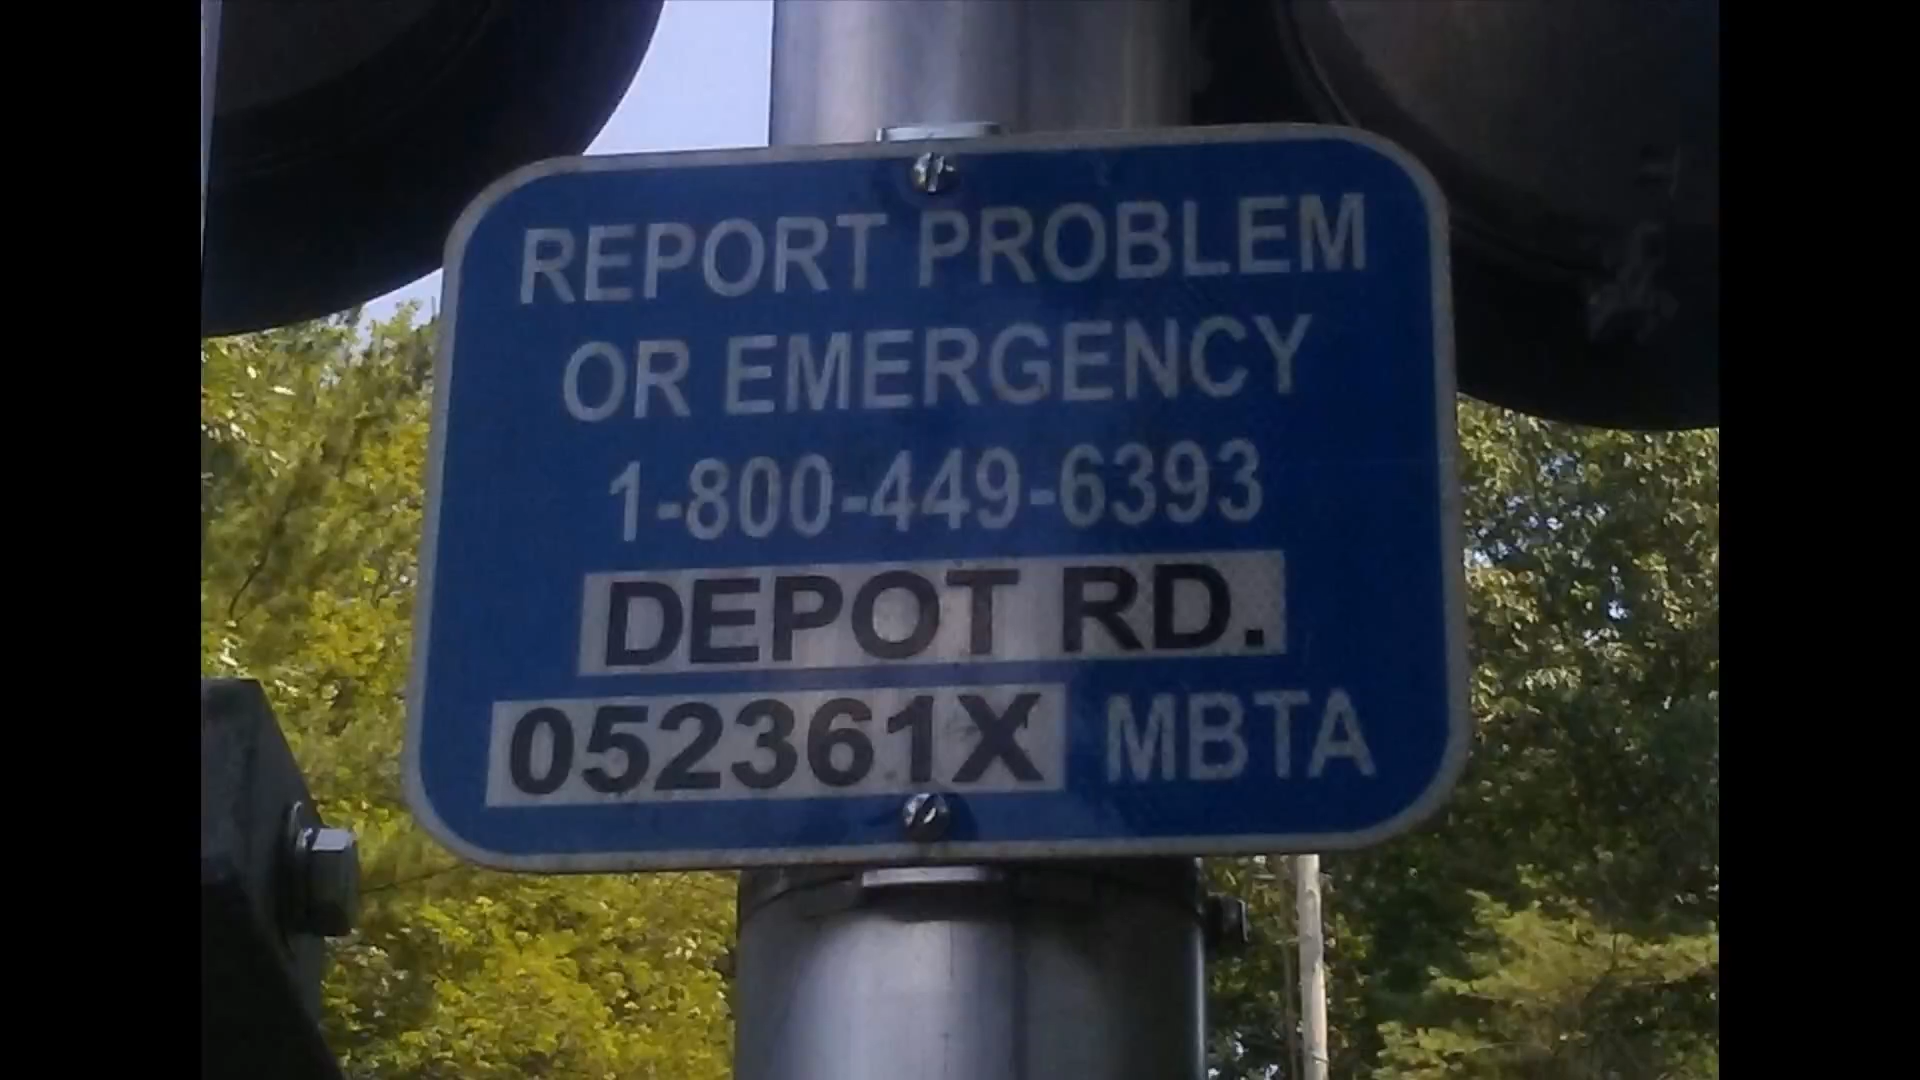 REPORT PROBLEM
OR EMERGENCY
1-800-449-6393
DEPOT RD.
052361X MBTA